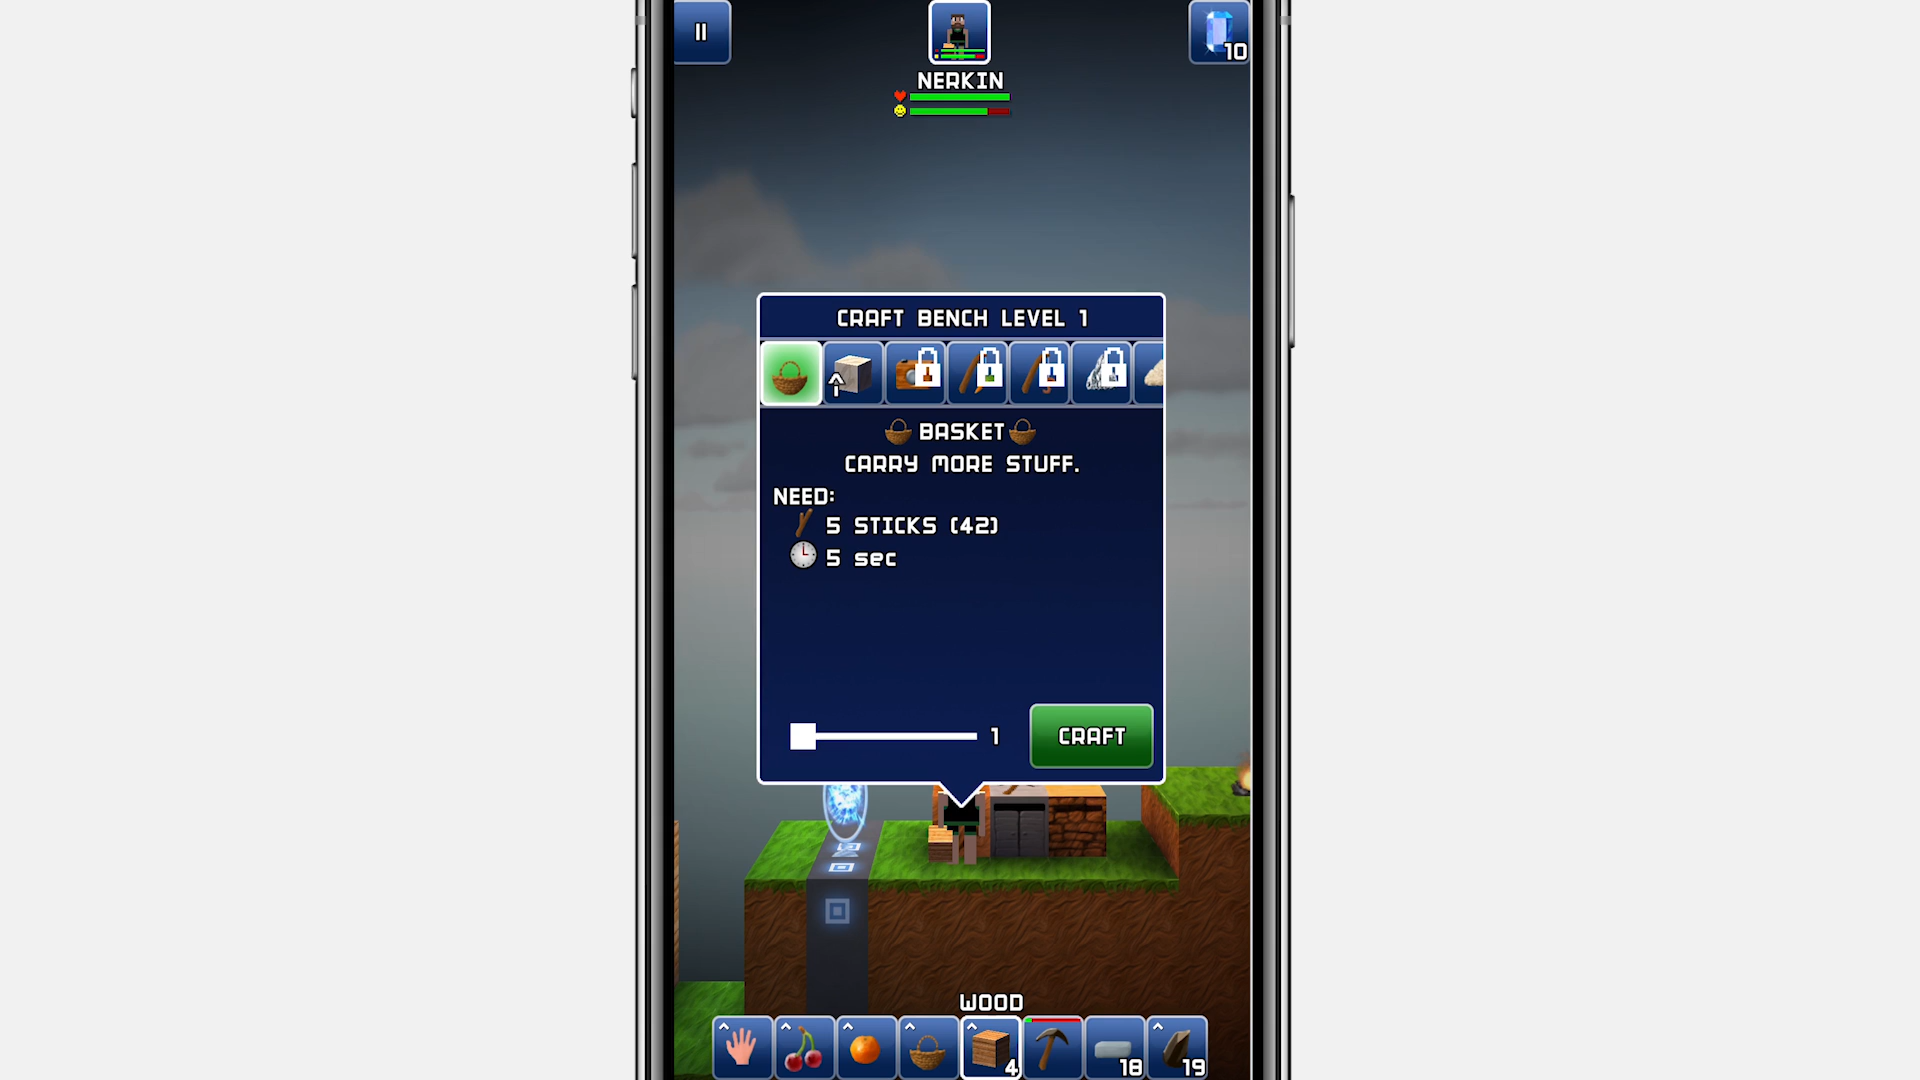 10
NERKIN
CRAFT BENCH LEVEL 1
BASKET
CARRY MORE STUFF.
NEED:
5 STICKS (42)
5 sec
1
CRAFT
WOOD
4
18
19